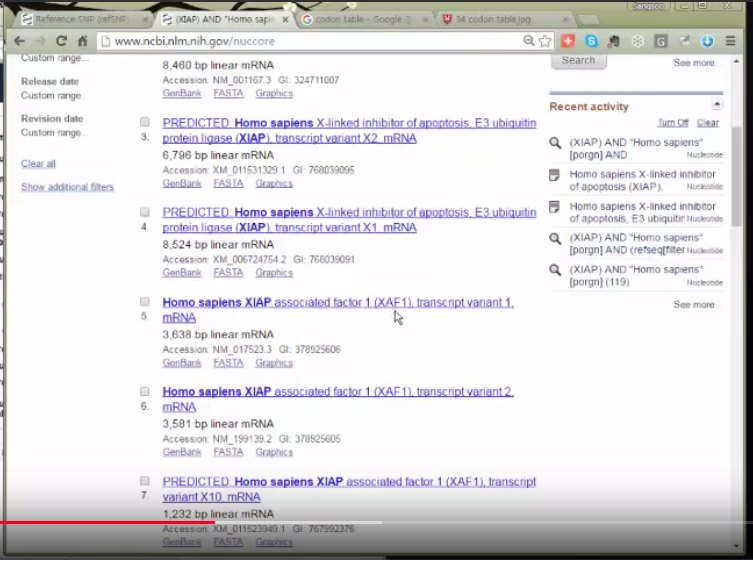 Sangsoo
Reference SNP (refSNP)
(XIAP) AND "Homo sapie
codon table - Google
34 codon table.jpg
www.ncbi.nlm.nih.gov/nuccore
Custom range...
Release date
Custom range...
Revision date
Custom range...
Clear all
Show additional filters
8,460 bp linear mRNA
Accession: NM_001167.3 GI: 324711007
GenBank FASTA Graphics
PREDICTED: Homo sapiens X-linked inhibitor of apoptosis, E3 ubiquitin
3. protein ligase (XIAP), transcript variant X2, mRNA
6,796 bp linear mRNA
Accession: XM_011531329.1 GI: 768039095
GenBank FASTA Graphics
PREDICTED: Homo sapiens X-linked inhibitor of apoptosis, E3 ubiquitin
4. protein ligase (XIAP), transcript variant X1, mRNA
8,524 bp linear mRNA
Accession: XM_006724754.2 GI: 768039091
GenBank FASTA Graphics
Homo sapiens XIAP associated factor 1 (XAF1), transcript variant 1,
5. mRNA
3,638 bp linear mRNA
Accession: NM_017523.3 GI: 378925606
GenBank FASTA Graphics
Homo sapiens XIAP associated factor 1 (XAF1), transcript variant 2,
6. mRNA
3,581 bp linear mRNA
Accession: NM_199139.2 GI: 378925605
GenBank FASTA Graphics
PREDICTED: Homo sapiens XIAP associated factor 1 (XAF1), transcript
7. variant X10, mRNA
1,232 bp linear mRNA
Accession: XM_011523949.1 GI: 767992376
GenBank FASTA Graphics
Search
See more...
Recent activity
Turn Off Clear
(XIAP) AND "Homo sapiens"
[porgn] AND Nucleotide
Homo sapiens X-linked inhibitor
of apoptosis (XIAP), Nucleotide
Homo sapiens X-linked inhibitor
of apoptosis, E3 ubiquitir Nucleotide
(XIAP) AND "Homo sapiens"
[porgn] AND (refseq[filter Nucleotide
(XIAP) AND "Homo sapiens"
[porgn] (119) Nucleotide
See more...